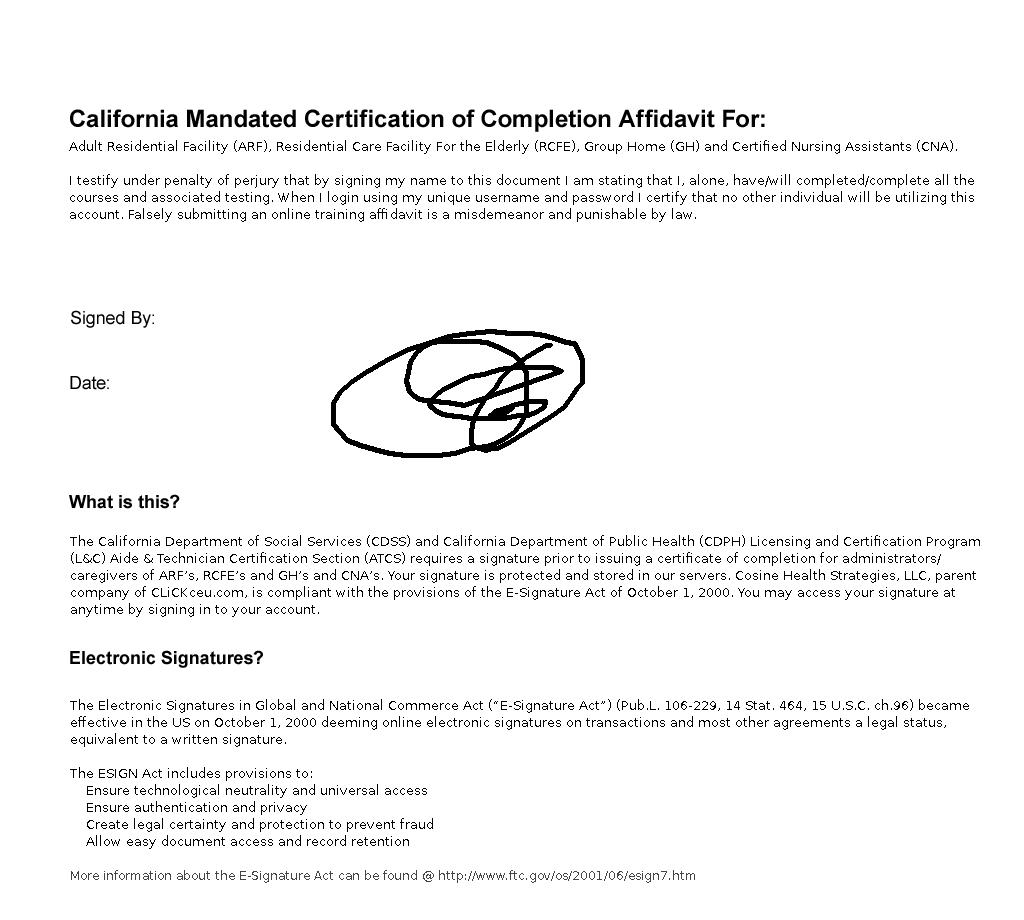 California Mandated Certification of Completion Affidavit For:
Adult Residential Facility (ARF), Residential Care Facility For the Elderly (RCFE), Group Home (GH) and Certified Nursing Assistants (CNA).
I testify under penalty of perjury that by signing my name to this document I am stating that I, alone, have/will completed/complete all the
courses and associated testing. When I login using my unique username and password I certify that no other individual will be utilizing this
account. Falsely submitting an online training affidavit is a misdemeanor and punishable by law.
Signed By:
Date:
What is this?
The California Department of Social Services (CDSS) and California Department of Public Health (CDPH) Licensing and Certification Program
(L&C) Aide & Technician Certification Section (ATCS) requires a signature prior to issuing a certificate of completion for administrators/
caregivers of ARF's, RCFE's and GH's and CNA's. Your signature is protected and stored in our servers. Cosine Health Strategies, LLC, parent
company of CLiCKceu.com, is compliant with the provisions of the E-Signature Act of October 1, 2000. You may access your signature at
anytime by signing in to your account.
Electronic Signatures?
The Electronic Signatures in Global and National Commerce Act (“E-Signature Act”) (Pub.L. 106-229, 14 Stat. 464, 15 U.S.C. ch.96) became
effective in the US on October 1, 2000 deeming online electronic signatures on transactions and most other agreements a legal status,
equivalent to a written signature.
The ESIGN Act includes provisions to:
Ensure technological neutrality and universal access
Ensure authentication and privacy
Create legal certainty and protection to prevent fraud
Allow easy document access and record retention
More information about the E-Signature Act can be found @ http://www.ftc.gov/os/2001/06/esign7.htm